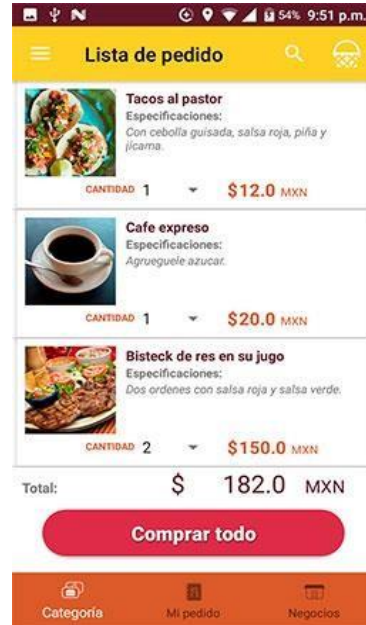 54% 9:51 p.m.
Lista de pedido
Tacos al pastor
Especificaciones:
Con cebolla guisada, salsa roja, piña y
jicama.
CANTIDAD 1 $12.0 MXN
Cafe expreso
Especificaciones:
Agrueguele azucar.
CANTIDAD 1 $20.0 MXN
Bisteck de res en su jugo
Especificaciones:
Dos ordenes con salsa roja y salsa verde.
CANTIDAD 2 $150.0 MXN
Total: $ 182.0 MXN
Comprar todo
Categoría Mi pedido Negocios